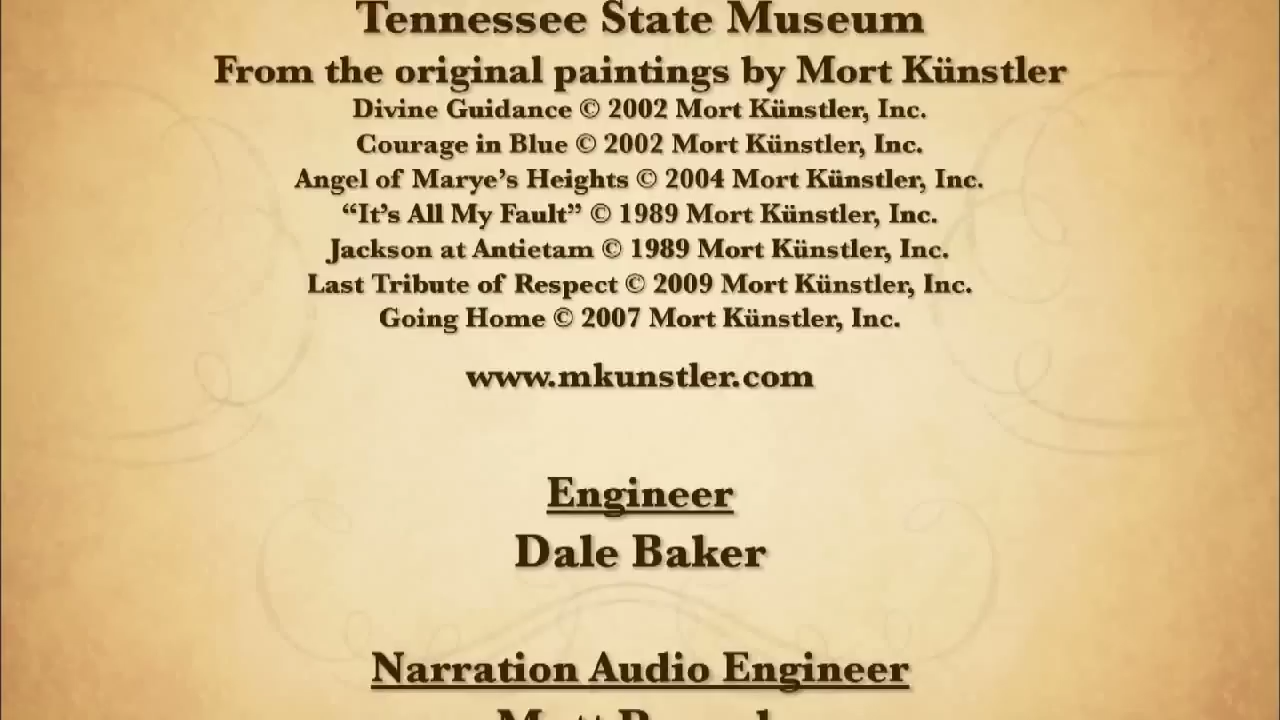 Tennessee State Museum
From the original paintings by Mort Künstler
Divine Guidance © 2002 Mort Künstler, Inc.
Courage in Blue © 2002 Mort Künstler, Inc.
Angel of Marye’s Heights © 2004 Mort Künstler, Inc.
“It’s All My Fault” © 1989 Mort Künstler, Inc.
Jackson at Antietam © 1989 Mort Künstler, Inc.
Last Tribute of Respect © 2009 Mort Künstler, Inc.
Going Home © 2007 Mort Künstler, Inc.
www.mkunstler.com
Engineer
Dale Baker
Narration Audio Engineer